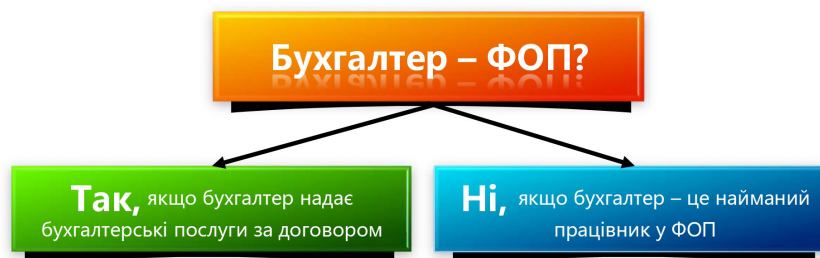 Бухгалтер – ФОП?
Так, якщо бухгалтер надає
бухгалтерські послуги за договором
Ні, якщо бухгалтер – це найманий
працівник у ФОП